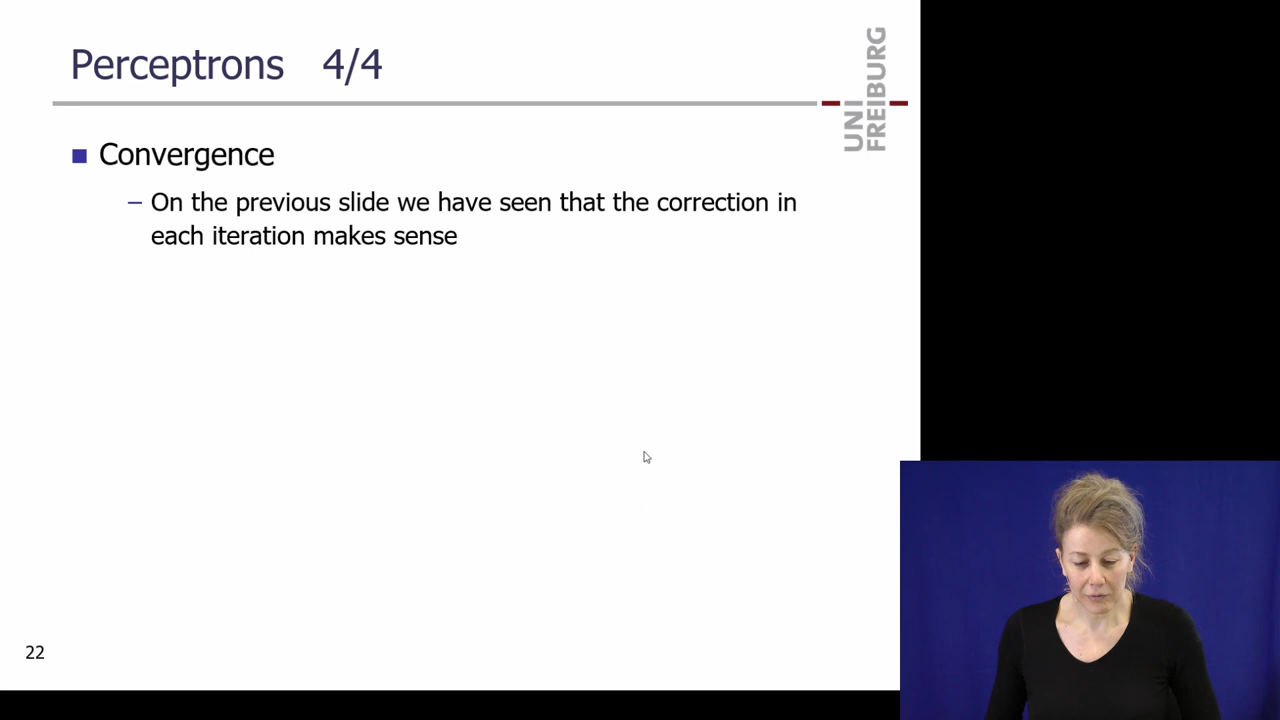 Perceptrons 4/4
UNI
FREIBURG
Convergence
– On the previous slide we have seen that the correction in
each iteration makes sense
22